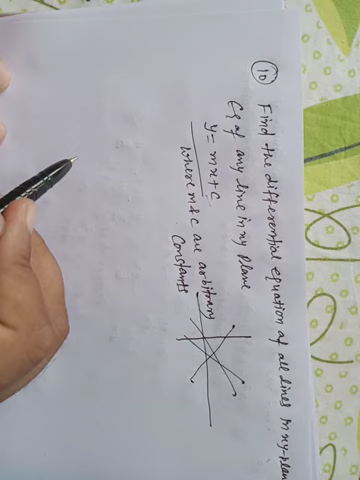 (10) Find the differential equation of all lines in xy-plan
Eq of any line in xy plane
y = mx + c
where m & c are arbitrary
Constants